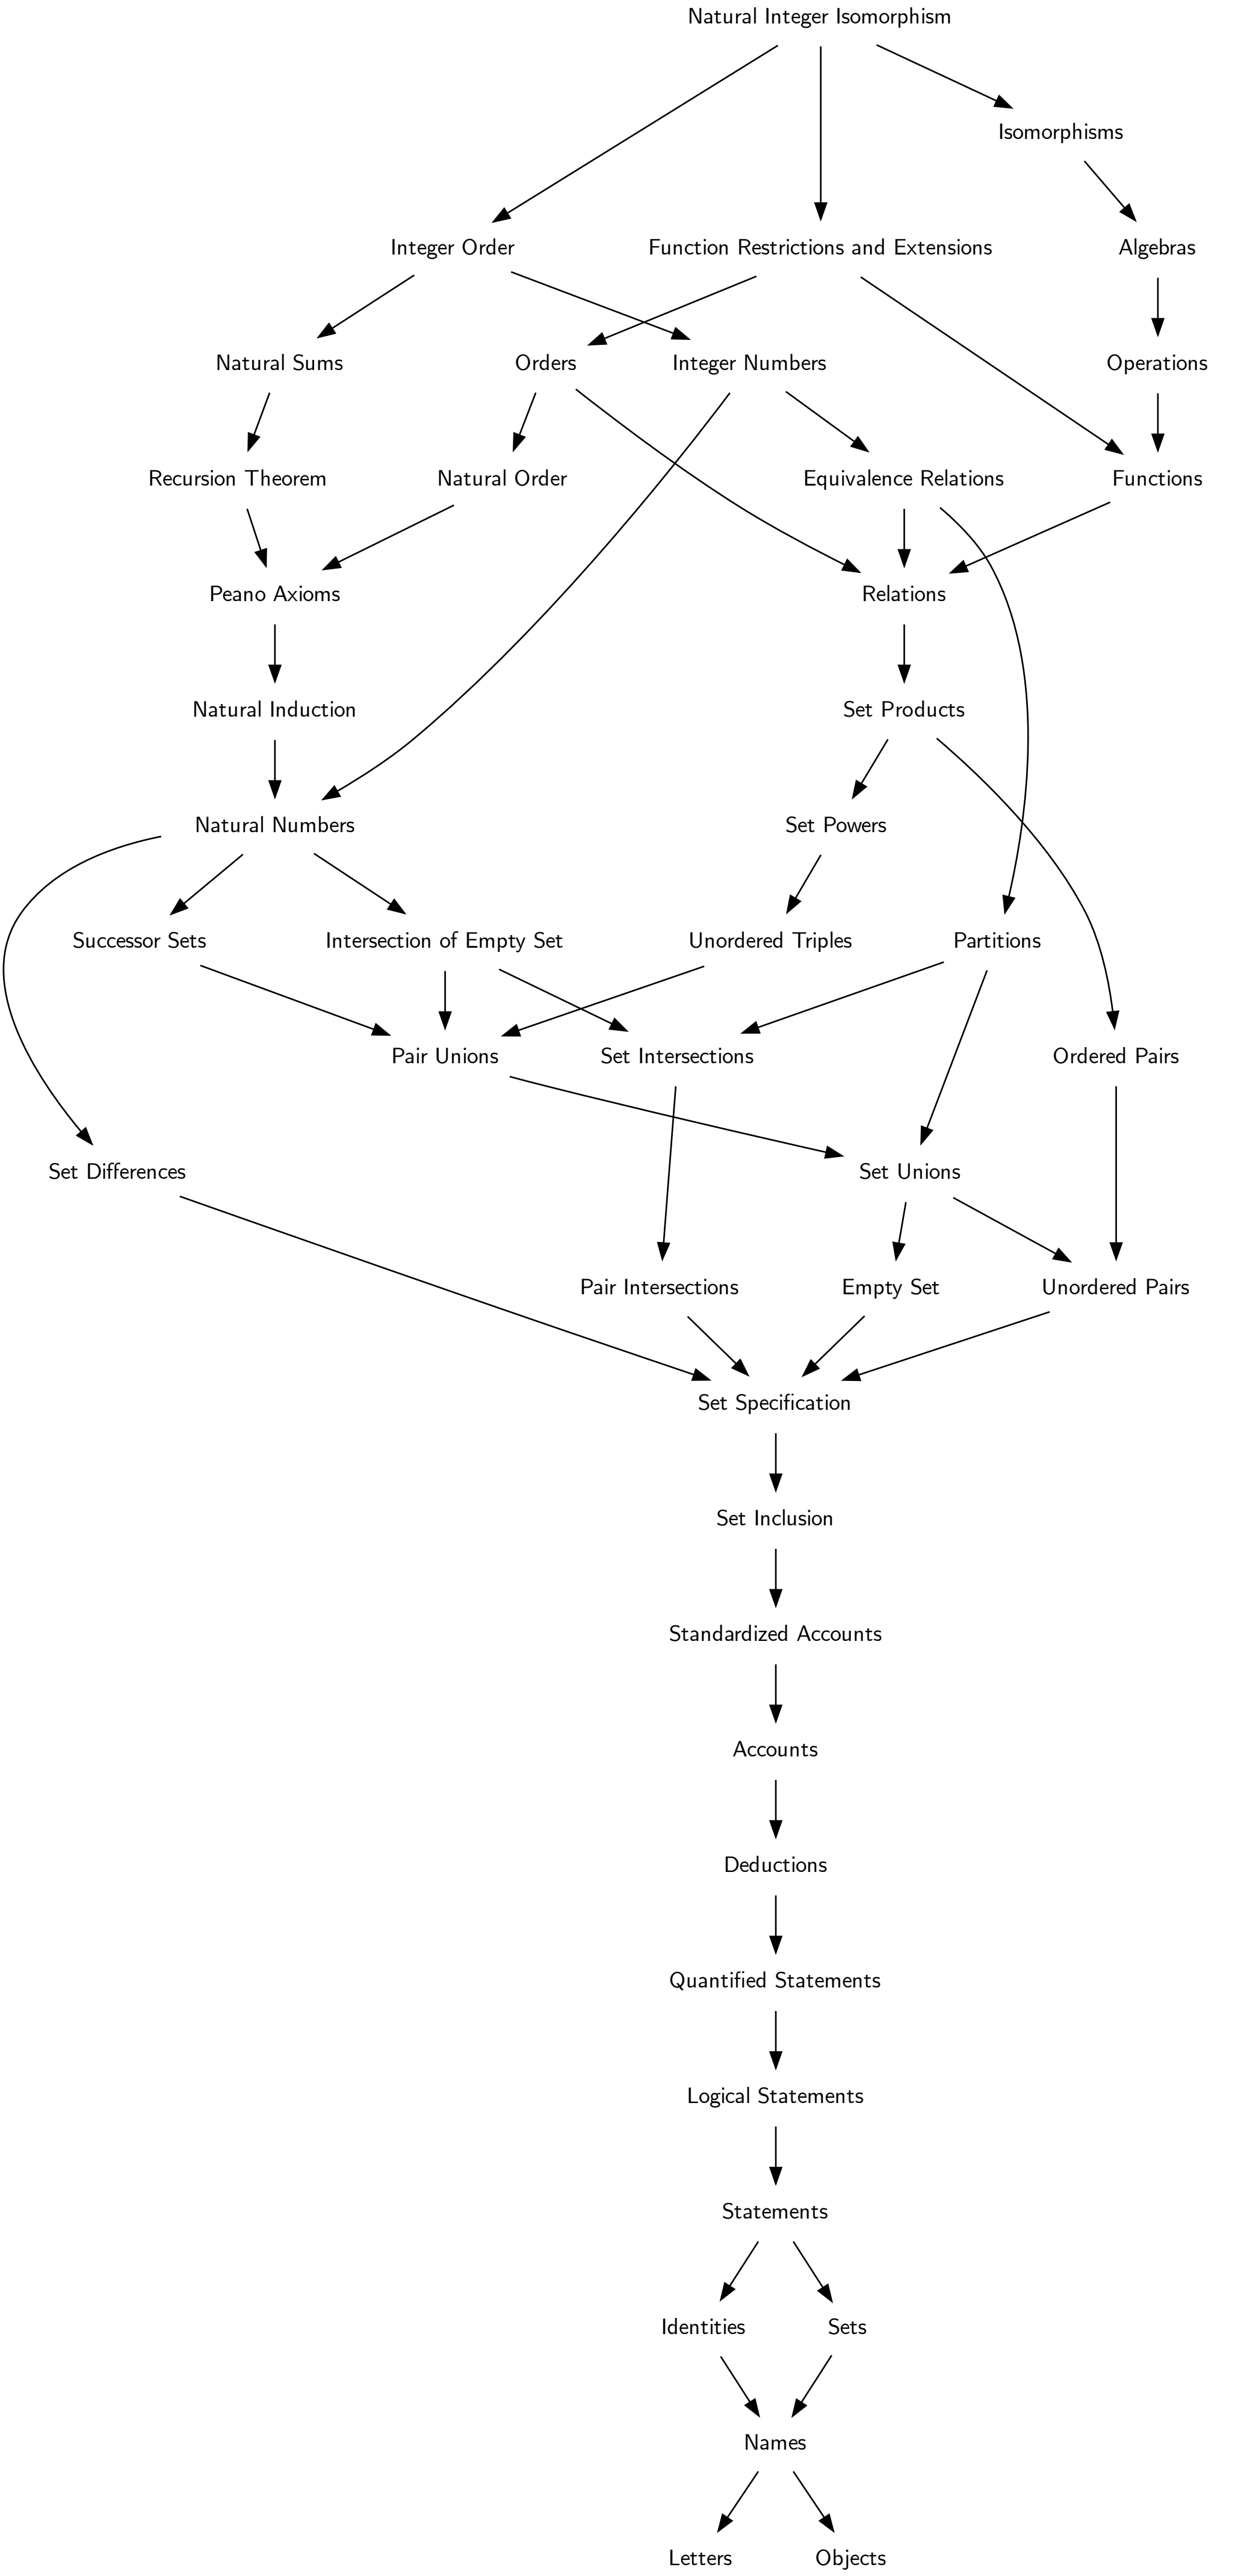 Natural Integer Isomorphism
Isomorphisms
Integer Order
Function Restrictions and Extensions
Algebras
Natural Sums
Orders
Integer Numbers
Operations
Recursion Theorem
Natural Order
Equivalence Relations
Functions
Peano Axioms
Relations
Natural Induction
Set Products
Natural Numbers
Set Powers
Successor Sets
Intersection of Empty Set
Unordered Triples
Partitions
Pair Unions
Set Intersections
Ordered Pairs
Set Differences
Set Unions
Pair Intersections
Empty Set
Unordered Pairs
Set Specification
Set Inclusion
Standardized Accounts
Accounts
Deductions
Quantified Statements
Logical Statements
Statements
Identities
Sets
Names
Letters
Objects